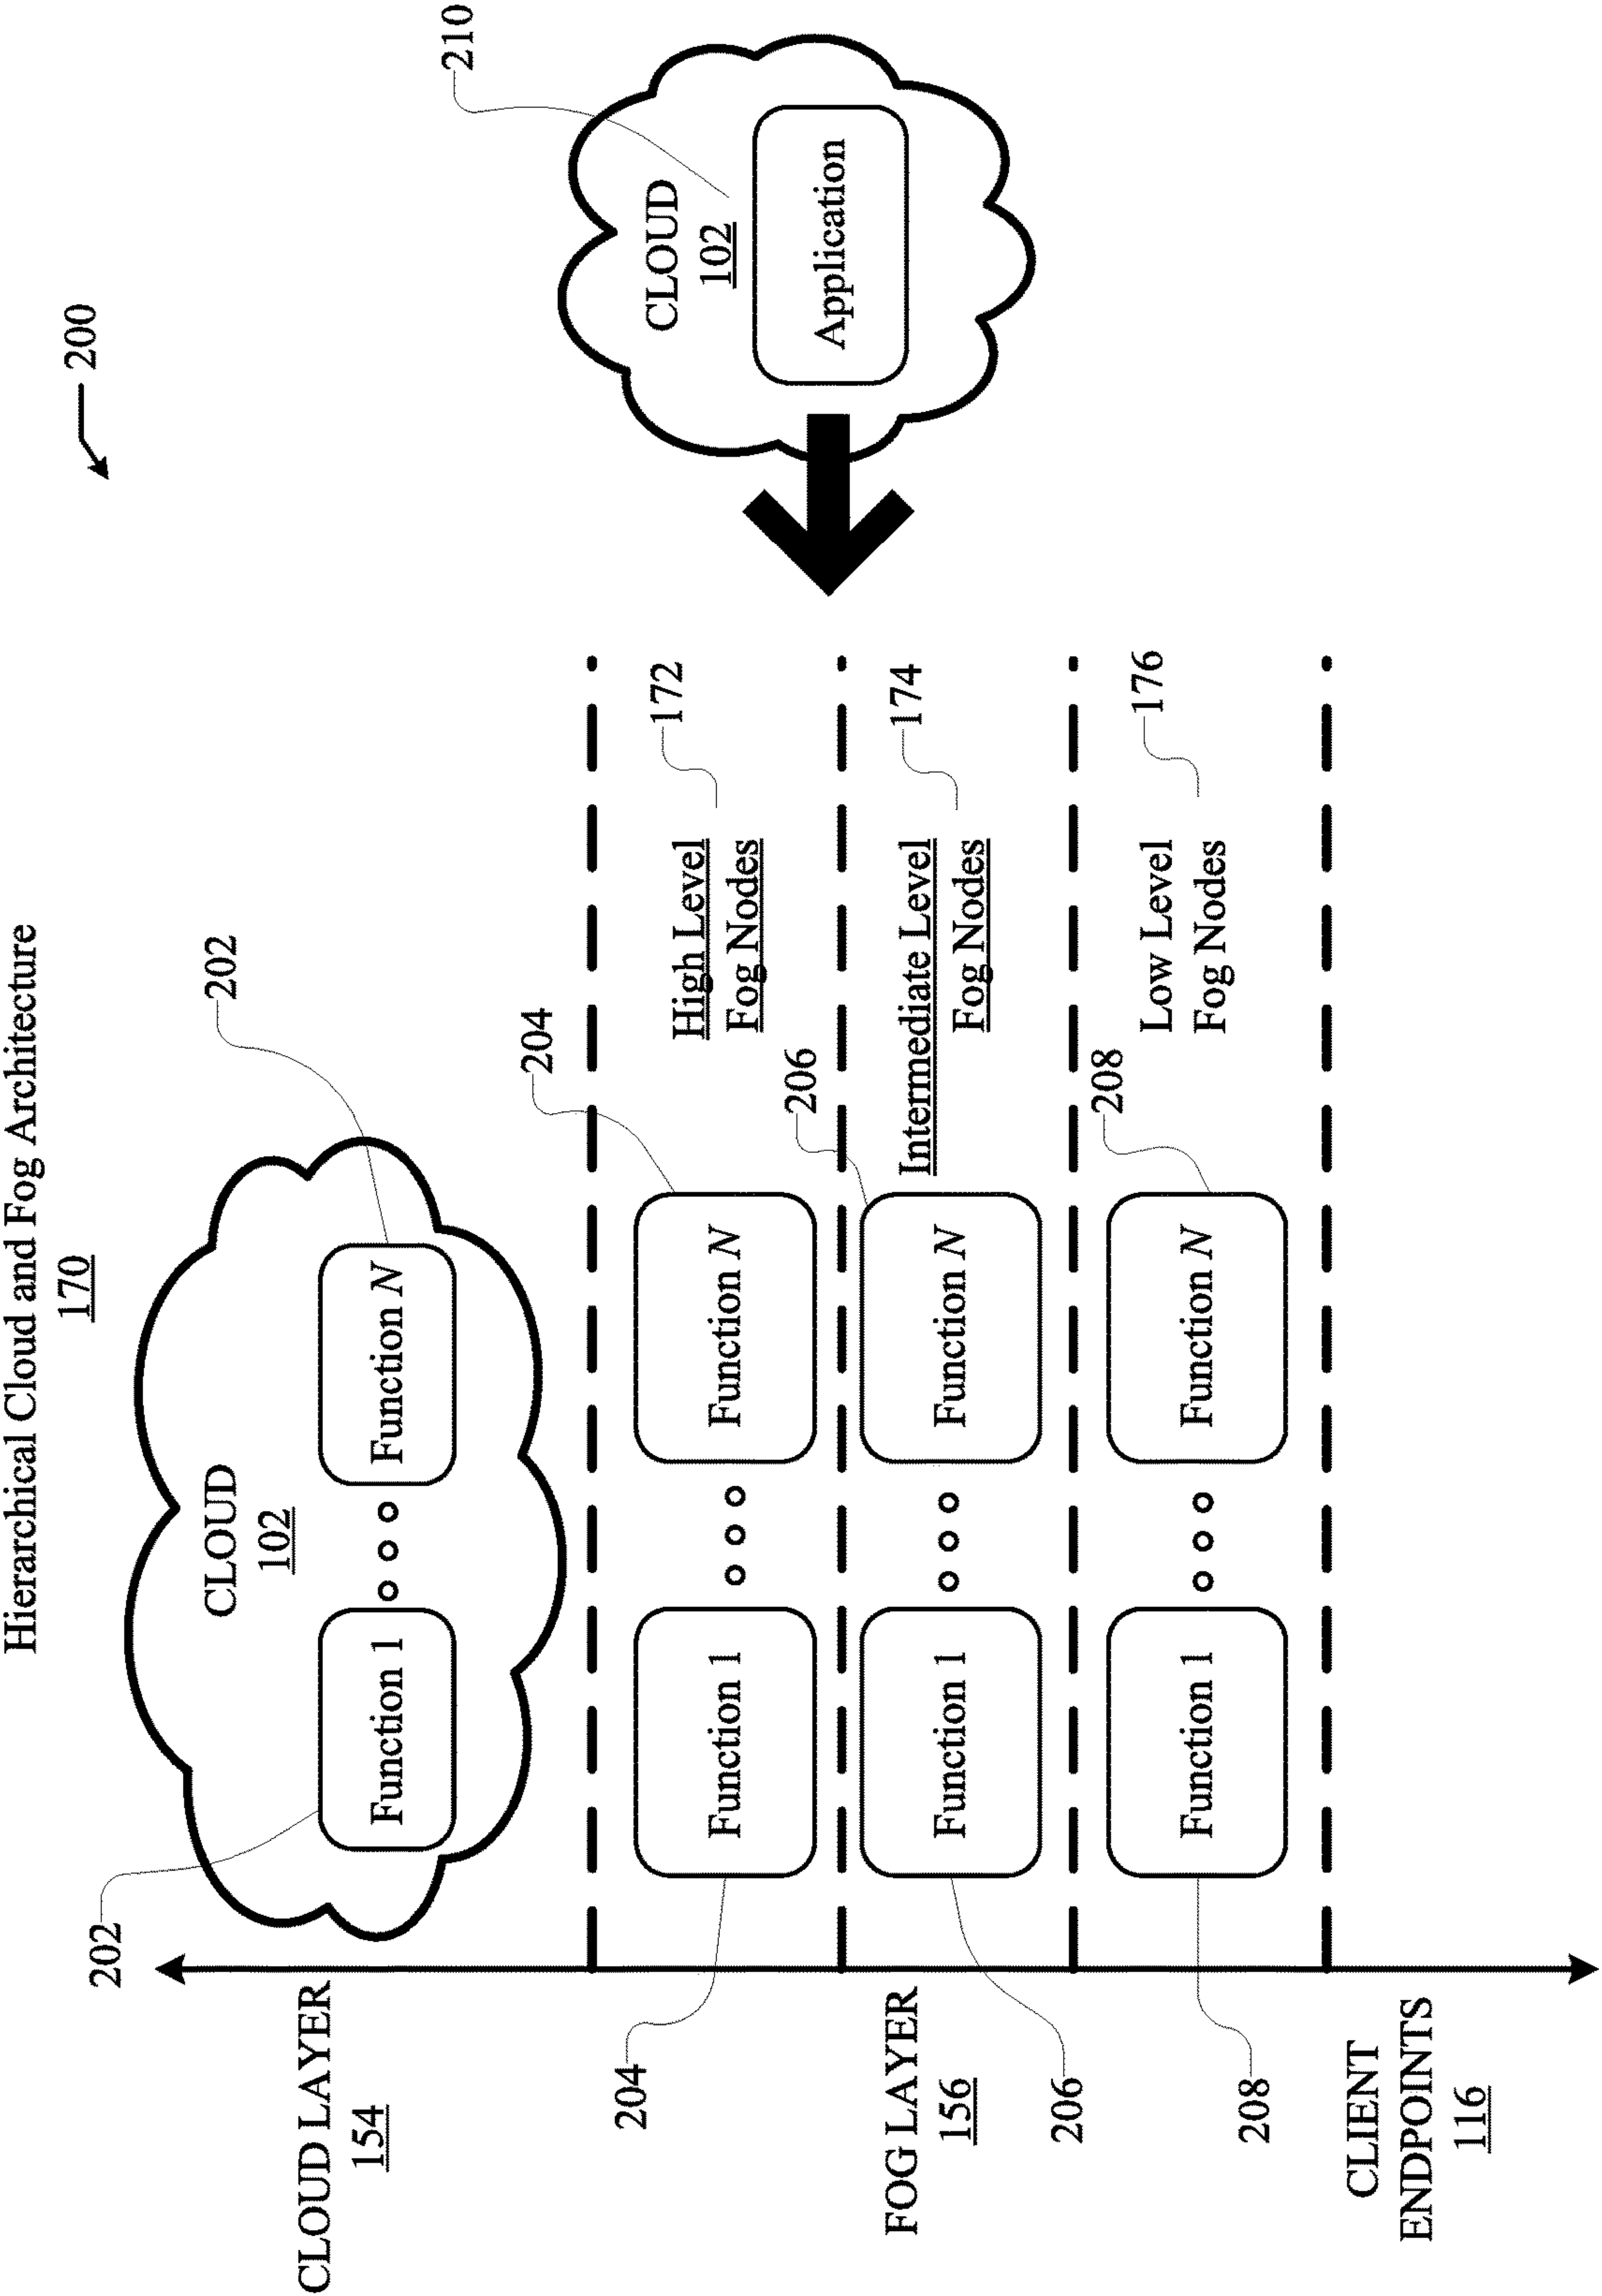 200
Hierarchical Cloud and Fog Architecture
170
202
CLOUD
102
202
CLOUD LAYER
154
Function 1
Function N
204
204
High Level
Fog Nodes
172
Function 1
Function N
206
FOG LAYER
156
Function 1
Function N
Intermediate Level
Fog Nodes
174
206
208
Function 1
Function N
Low Level
Fog Nodes
176
208
CLIENT
ENDPOINTS
116
210
CLOUD
102
Application